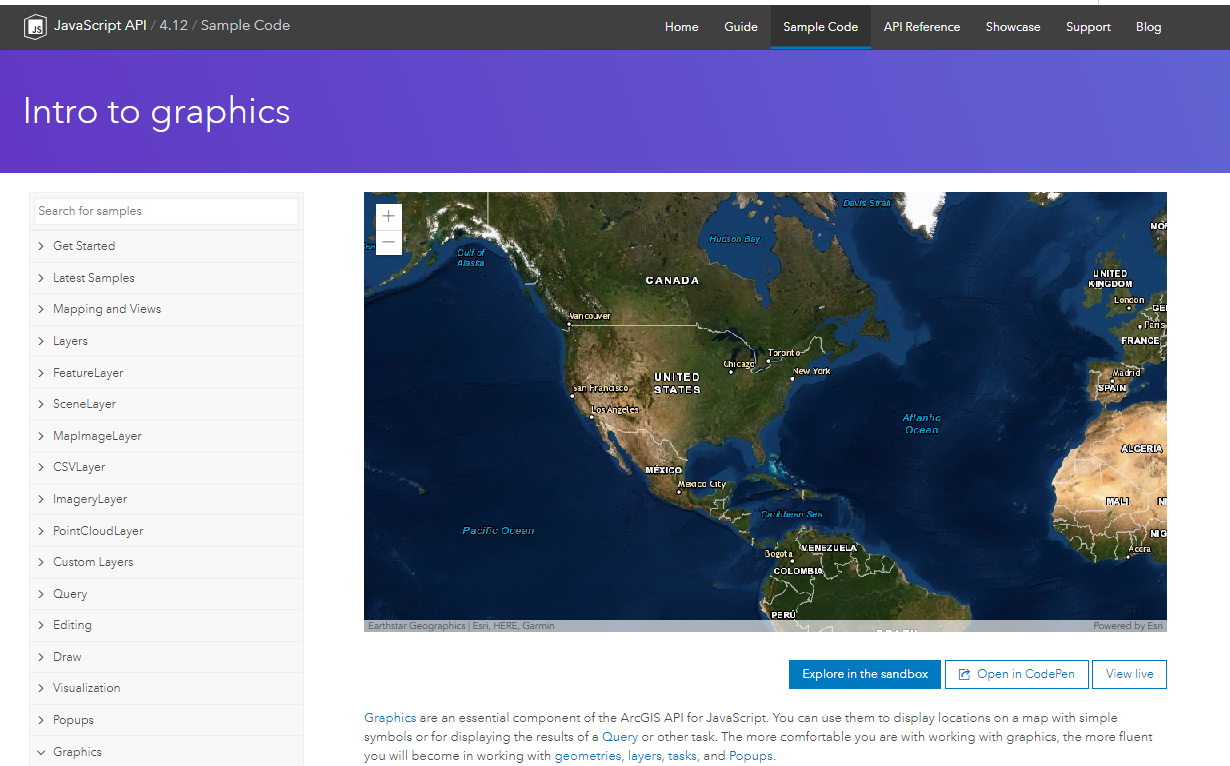 JavaScript API / 4.12 / Sample Code
Home Guide Sample Code API Reference Showcase Support Blog
Intro to graphics
Search for samples
Get Started
Latest Samples
Mapping and Views
Layers
FeatureLayer
SceneLayer
MapImageLayer
CSVLayer
ImageryLayer
PointCloudLayer
Custom Layers
Query
Editing
Draw
Visualization
Popups
Graphics
+
−
Davis Strait
Hudson Bay
Gulf of
Alaska
CANADA
UNITED
KINGDOM
London
Vancouver
Paris
FRANCE
Toronto
Chicago
New York
Madrid
SPAIN
UNITED
STATES
San Francisco
Los Angeles
Atlantic
Ocean
ALGERIA
MÉXICO
Mexico City
MALI
Caribbean Sea
Pacific Ocean
VENEZUELA
Bogota
COLOMBIA
Accra
PERÚ
Earthstar Geographics | Esri, HERE, Garmin
Powered by Esri
Explore in the sandbox
Open in CodePen
View live
Graphics are an essential component of the ArcGIS API for JavaScript. You can use them to display locations on a map with simple
symbols or for displaying the results of a Query or other task. The more comfortable you are with working with graphics, the more fluent
you will become in working with geometries, layers, tasks, and Popups.